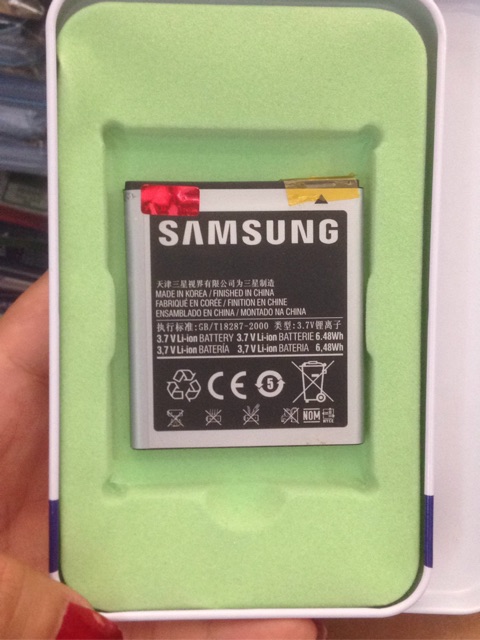 SAMSUNG
天津三星视界有限公司为三星制造
MADE IN KOREA / FINISHED IN CHINA
FABRIQUÉ EN CORÉE / FINITION EN CHINE
ENSAMBLADO EN CHINA / MONTADO NA CHINA
执行标准:GB/T18287-2000 类型:3.7V锂离子
3.7 V Li-ion BATTERY 3.7 V Li-ion BATTERIE 6.48Wh
3,7 V Li-ion BATERÍA 3,7 V Li-ion BATERIA 6,48Wh
CE 5
NOM NYCE